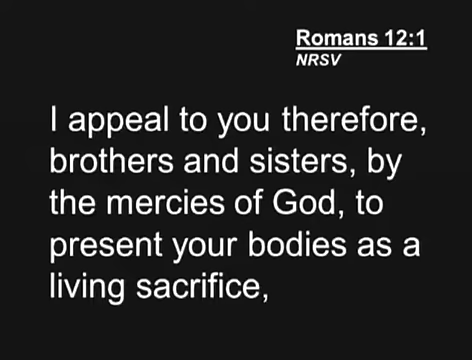 Romans 12:1
NRSV
I appeal to you therefore,
brothers and sisters, by
the mercies of God, to
present your bodies as a
living sacrifice,